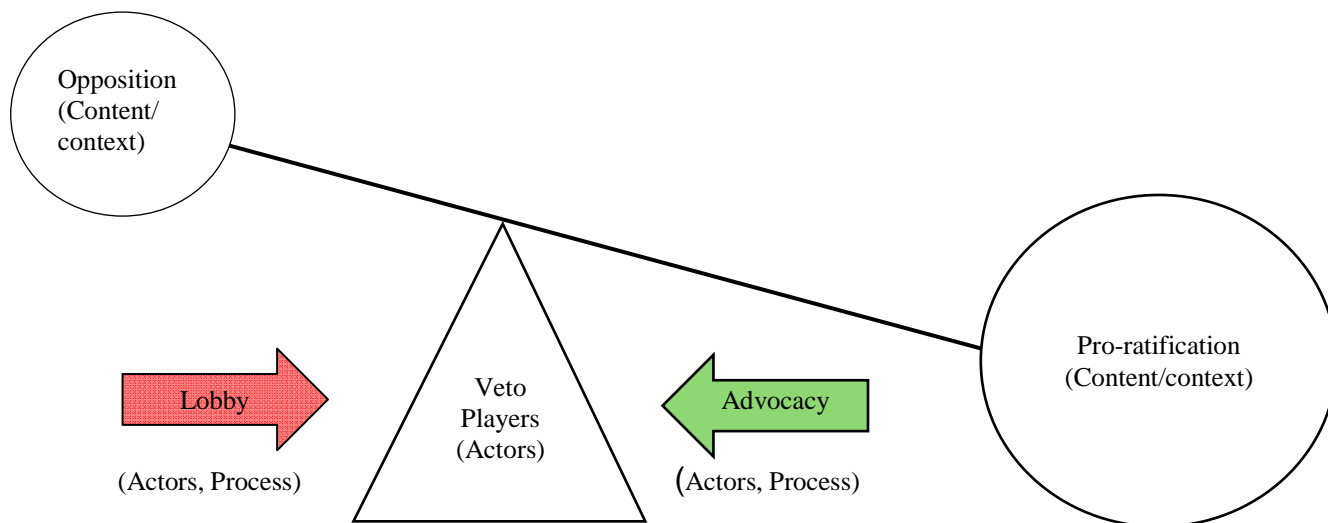 Opposition
(Content/
context)
Pro-ratification
(Content/context)
Veto
Players
(Actors)
Lobby
Advocacy
(Actors, Process)
(Actors, Process)